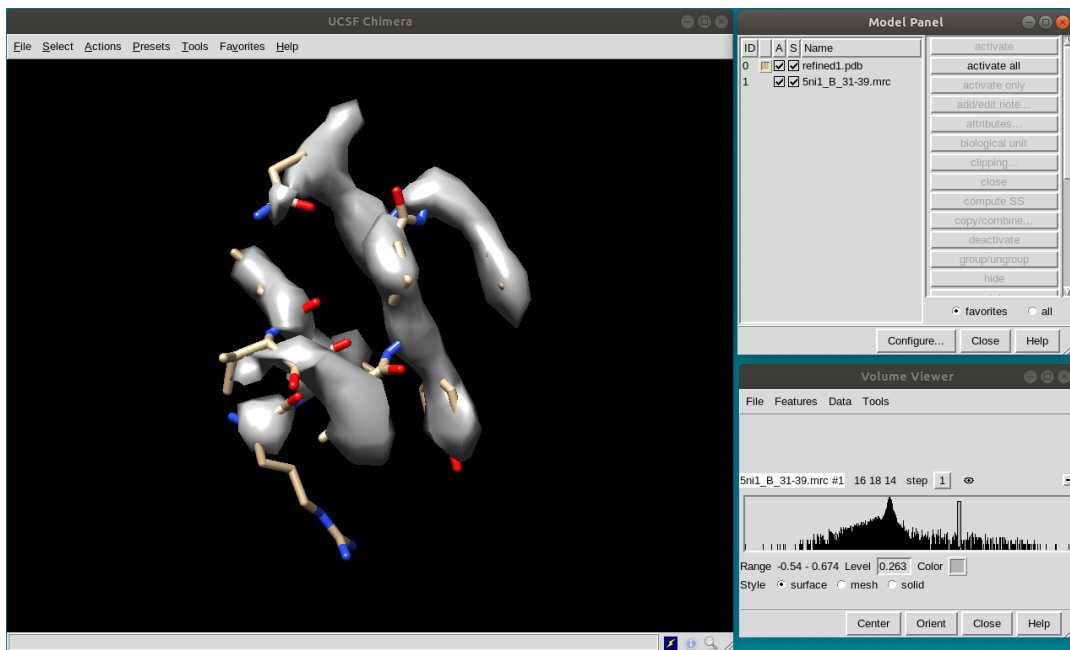 UCSF Chimera
File Select Actions Presets Tools Favorites Help
Model Panel
ID A S Name
0 refined1.pdb
1 5ni1_B_31-39.mrc
activate
activate all
activate only
add/edit note...
attributes...
biological unit
clipping...
close
compute SS
copy/combine...
deactivate
group/ungroup
hide
favorites all
Configure... Close Help
Volume Viewer
File Features Data Tools
5ni1_B_31-39.mrc #1 16 18 14 step 1
Range -0.54 - 0.674 Level 0.263 Color
Style surface mesh solid
Center Orient Close Help